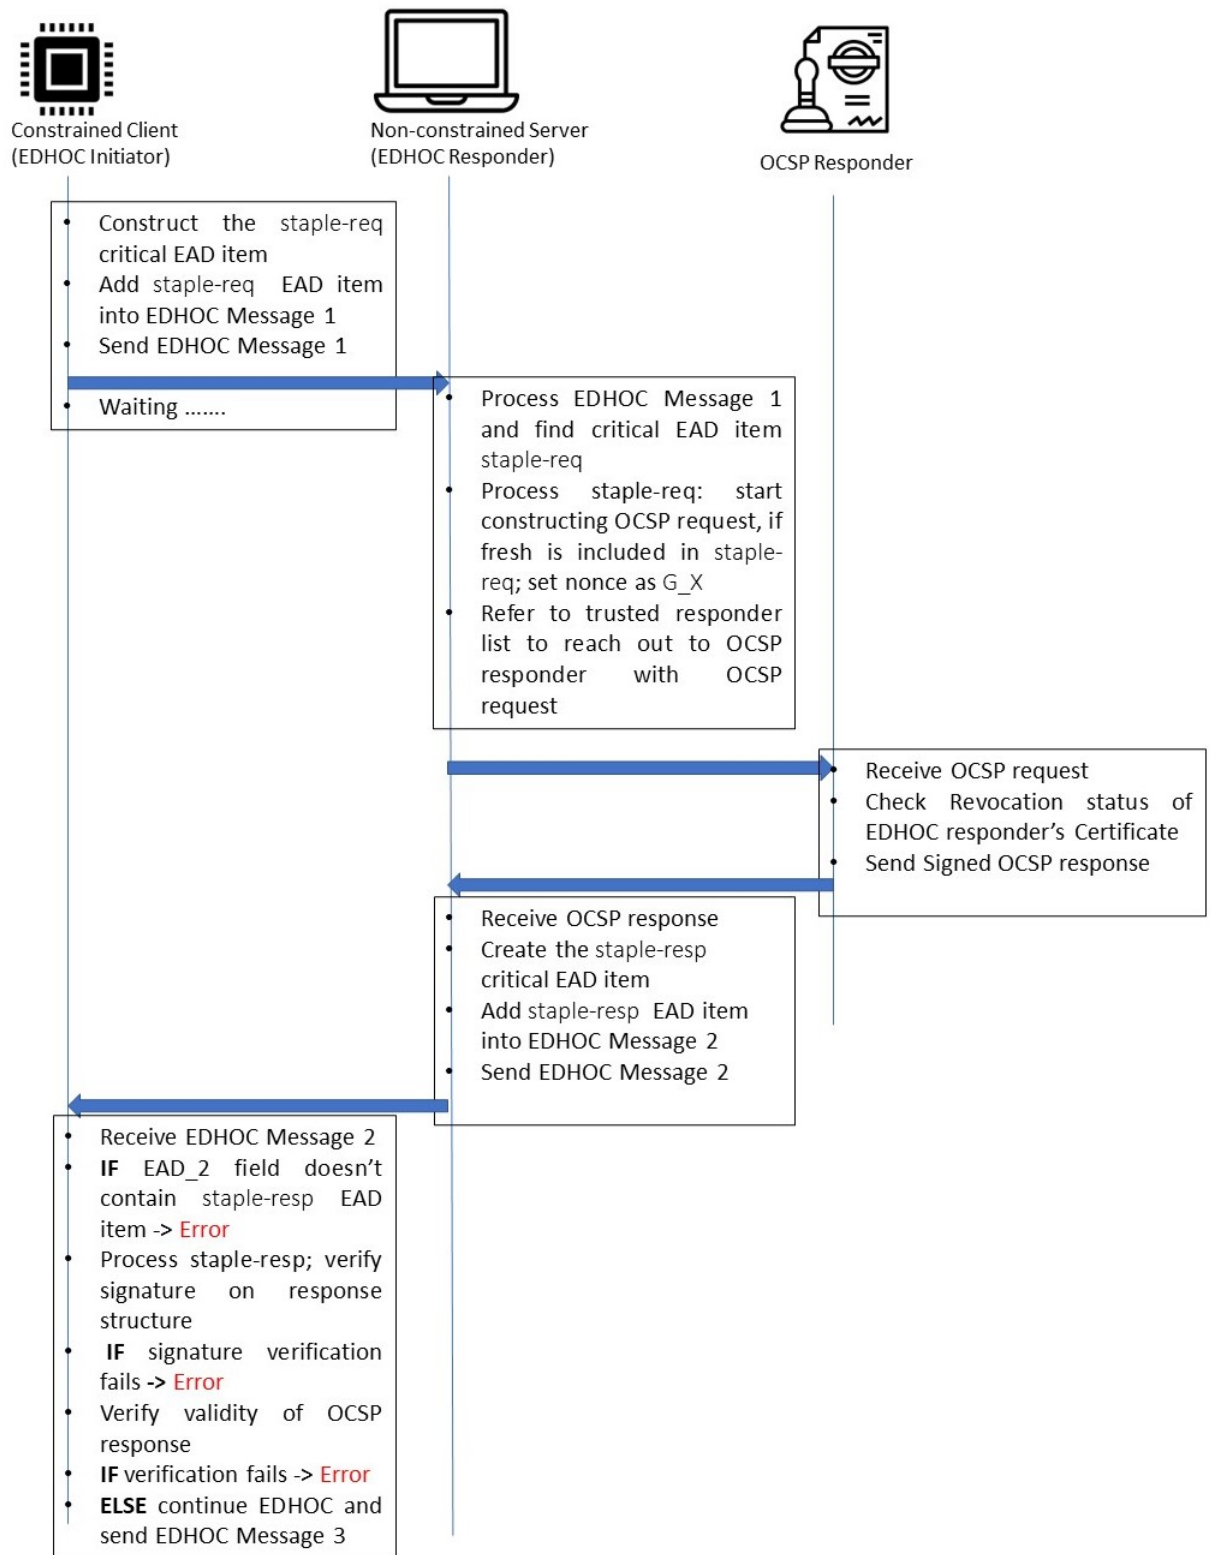 Constrained Client
(EDHOC Initiator)
Non-constrained Server
(EDHOC Responder)
OCSP Responder
• Construct the staple-req
critical EAD item
• Add staple-req EAD item
into EDHOC Message 1
• Send EDHOC Message 1
• Waiting .......
• Process EDHOC Message 1
and find critical EAD item
staple-req
• Process staple-req: start
constructing OCSP request, if
fresh is included in staple-
req; set nonce as G_X
• Refer to trusted responder
list to reach out to OCSP
responder with OCSP
request
• Receive OCSP request
• Check Revocation status of
EDHOC responder’s Certificate
• Send Signed OCSP response
• Receive OCSP response
• Create the staple-resp
critical EAD item
• Add staple-resp EAD item
into EDHOC Message 2
• Send EDHOC Message 2
• Receive EDHOC Message 2
• IF EAD_2 field doesn’t
contain staple-resp EAD
item -> Error
• Process staple-resp; verify
signature on response
structure
• IF signature verification
fails -> Error
• Verify validity of OCSP
response
• IF verification fails -> Error
• ELSE continue EDHOC and
send EDHOC Message 3